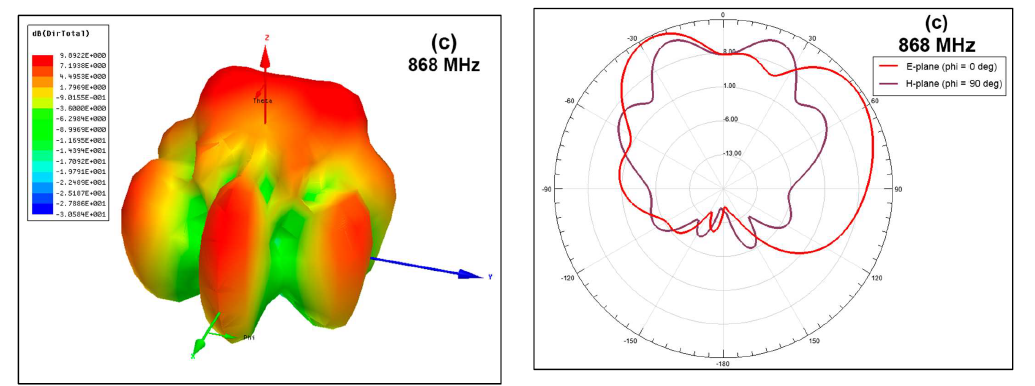 dB(DirTotal)
9.8922E+000
7.1938E+000
4.4953E+000
1.7969E+000
-9.0155E-001
-3.6000E+000
-6.2984E+000
-8.9969E+000
-1.1695E+001
-1.4394E+001
-1.7092E+001
-1.9791E+001
-2.2489E+001
-2.5187E+001
-2.7886E+001
-3.0584E+001
Z
Theta
Y
Phi
X
(c)
868 MHz
(c)
868 MHz
E-plane (phi = 0 deg)
H-plane (phi = 90 deg)
0
30
60
90
120
150
-180
-150
-120
-90
-60
-30
8.00
1.00
-6.00
-13.00